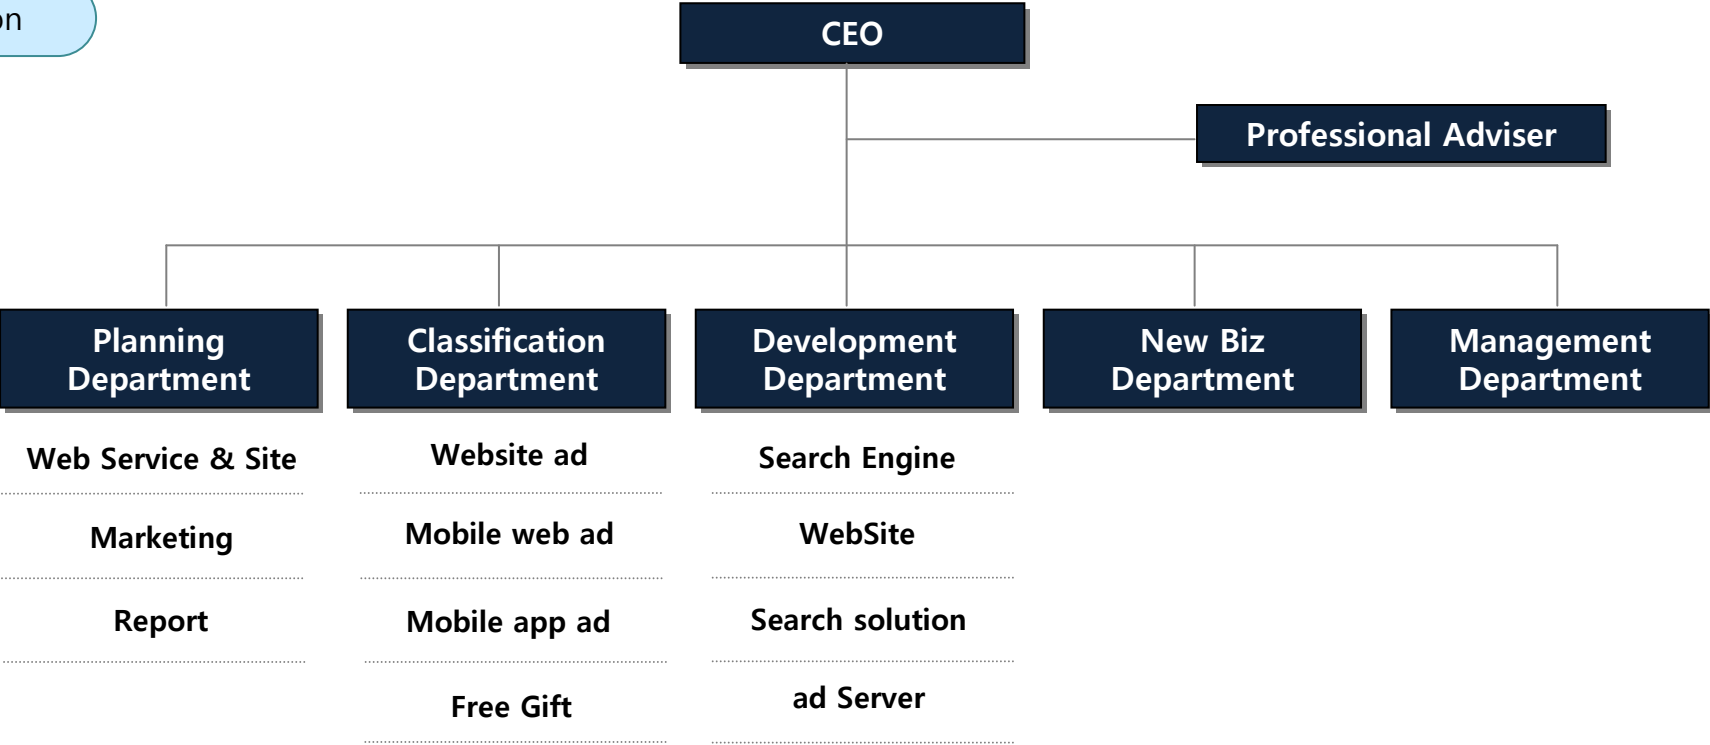 on
CEO
Professional Adviser
Planning
Department
Classification
Department
Development
Department
New Biz
Department
Management
Department
Web Service & Site
Marketing
Report
Website ad
Mobile web ad
Mobile app ad
Free Gift
Search Engine
WebSite
Search solution
ad Server